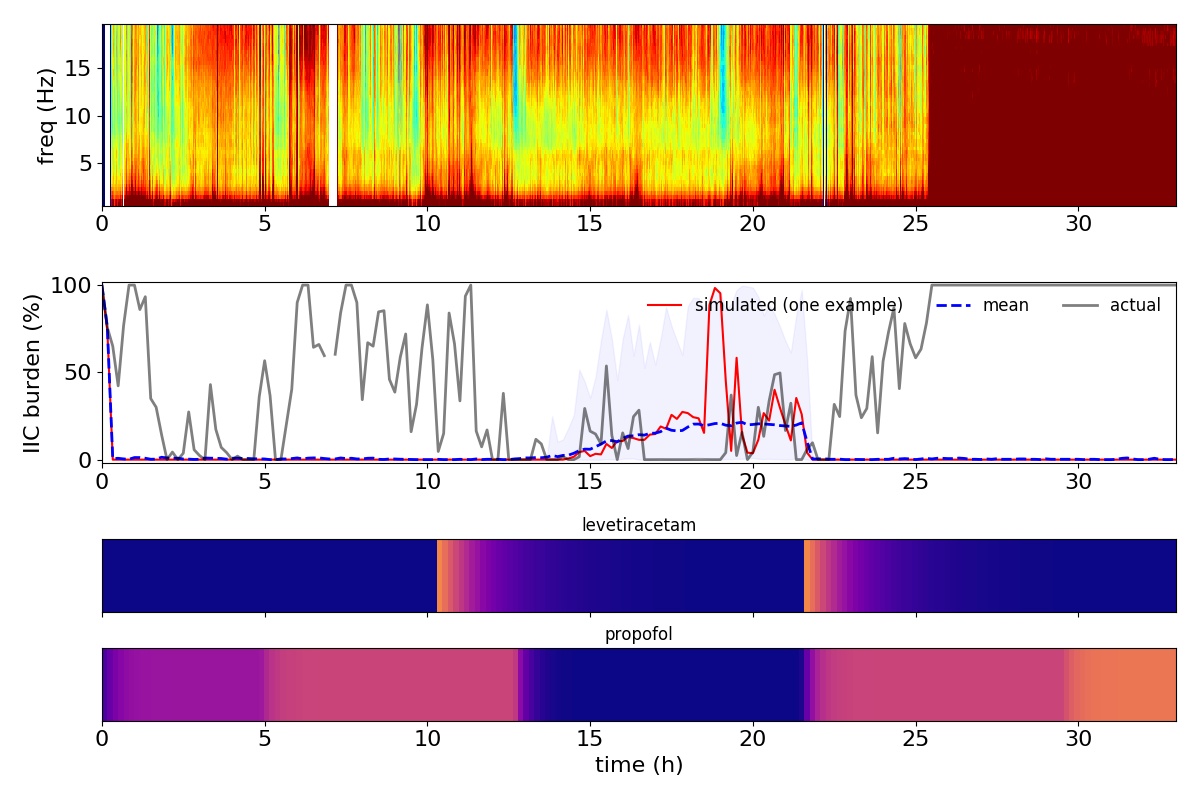 freq (Hz)
15
10
5
0 5 10 15 20 25 30
IIC burden (%)
100
50
0
simulated (one example) mean actual
0 5 10 15 20 25 30
levetiracetam
propofol
0 5 10 15 20 25 30
time (h)